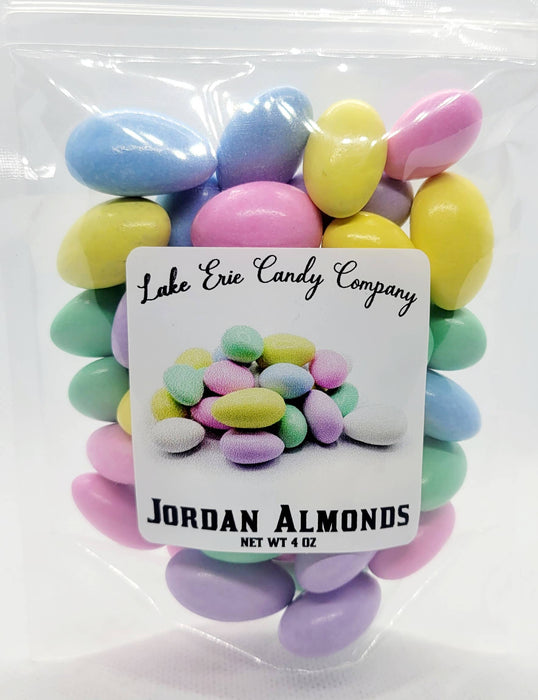 Lake Erie Candy Company
JORDAN ALMONDS
NET WT 4 OZ